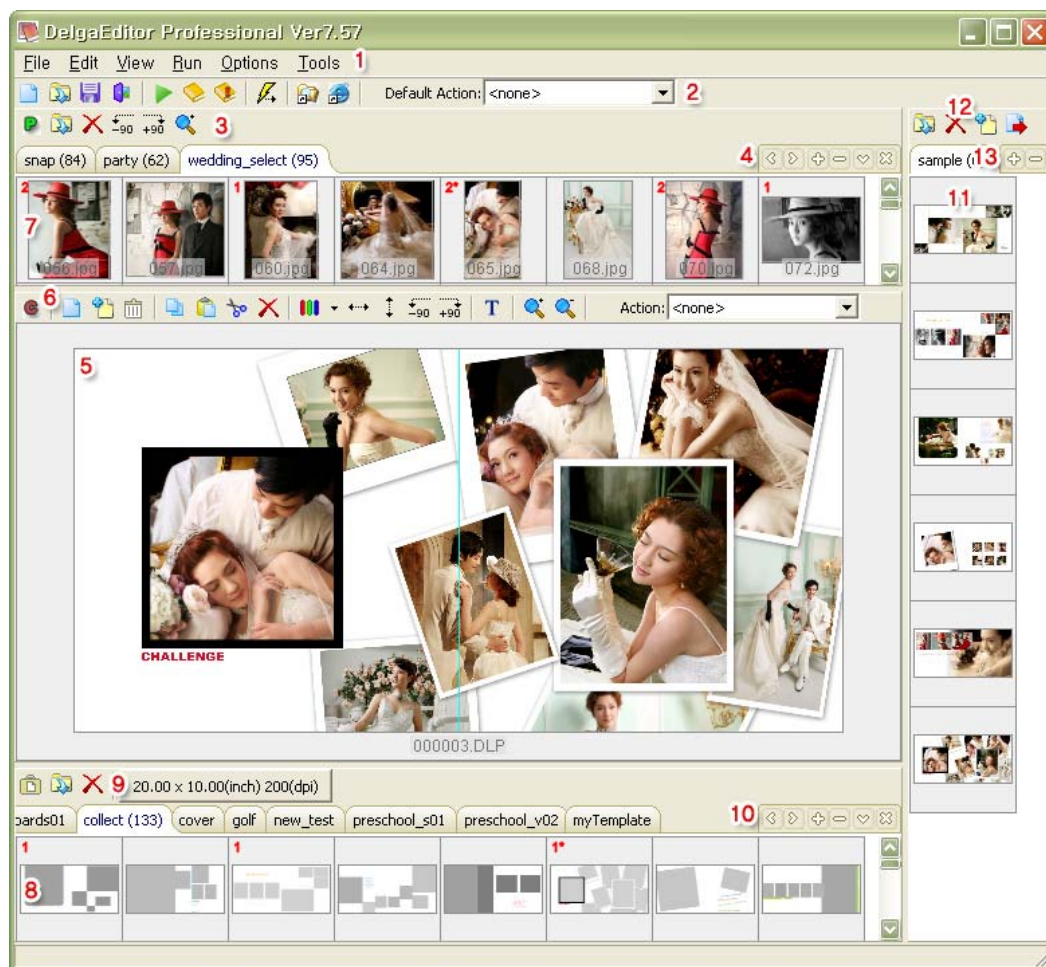 DelgaEditor Professional Ver7.57
File Edit View Run Options Tools 1
Default Action: <none> 2
P -90 +90 3
12
snap (84) party (62) wedding_select (95) 4
sample ( 13
2 1 2* 2 1
7
11
056.jpg 057.jpg 060.jpg 064.jpg 065.jpg 068.jpg 070.jpg 072.jpg
6 -90 +90 T Action: <none>
5
CHALLENGE
000003.DLP
9 20.00 x 10.00(inch) 200(dpi)
oards01 collect (133) cover golf new_test preschool_s01 preschool_v02 myTemplate 10
1 1 1*
8